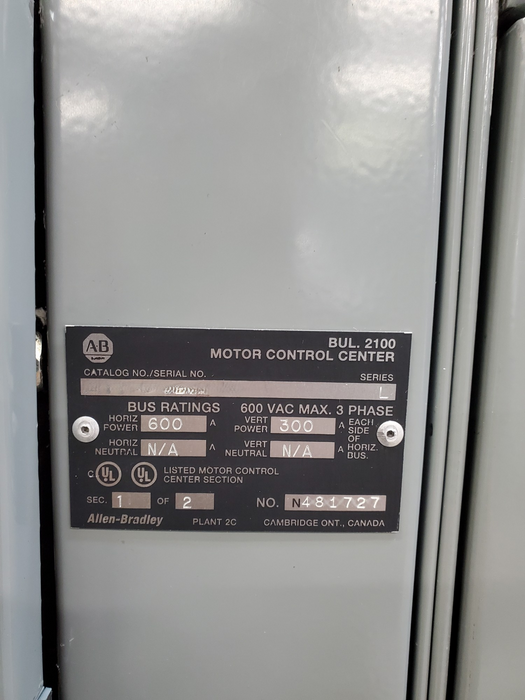 AB
BUL. 2100
MOTOR CONTROL CENTER
CATALOG NO./SERIAL NO. SERIES
L
BUS RATINGS 600 VAC MAX. 3 PHASE
HORIZ POWER 600 A VERT POWER 300 A EACH SIDE OF HORIZ. BUS.
HORIZ NEUTRAL N/A A VERT NEUTRAL N/A A
C UL UL LISTED MOTOR CONTROL
CENTER SECTION
SEC. 1 OF 2 NO. N481727
Allen-Bradley PLANT 2C CAMBRIDGE ONT., CANADA